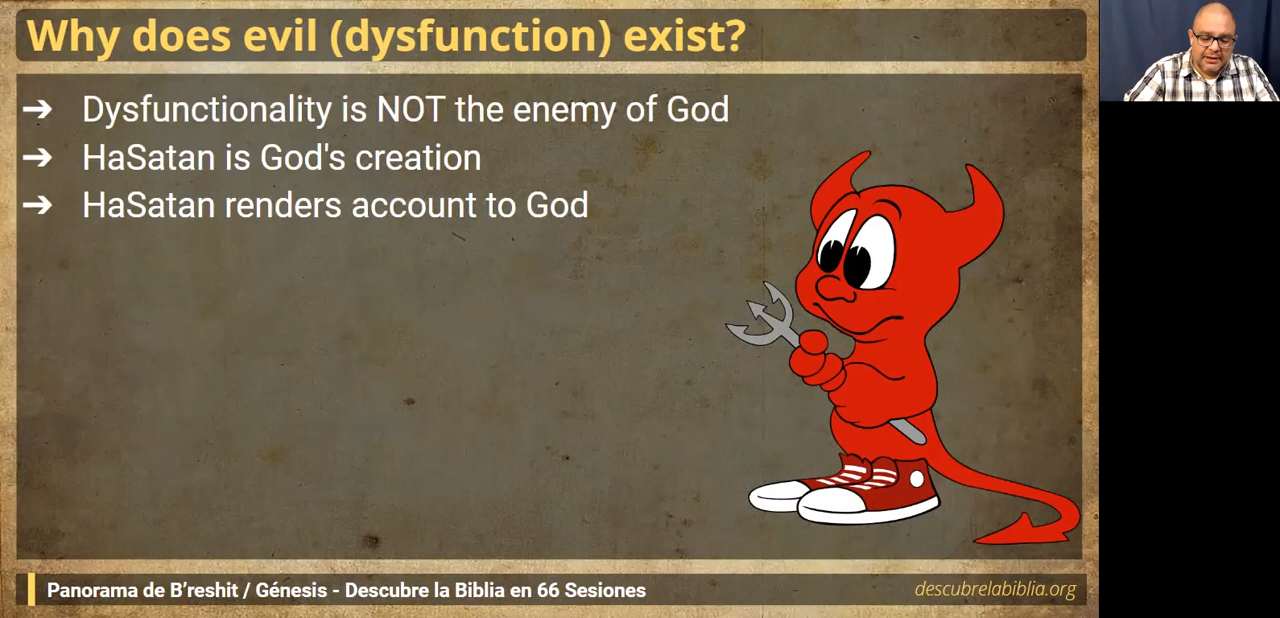 Why does evil (dysfunction) exist?
➔ Dysfunctionality is NOT the enemy of God
➔ HaSatan is God's creation
➔ HaSatan renders account to God
Panorama de B’reshit / Génesis - Descubre la Biblia en 66 Sesiones
descubrelabiblia.org